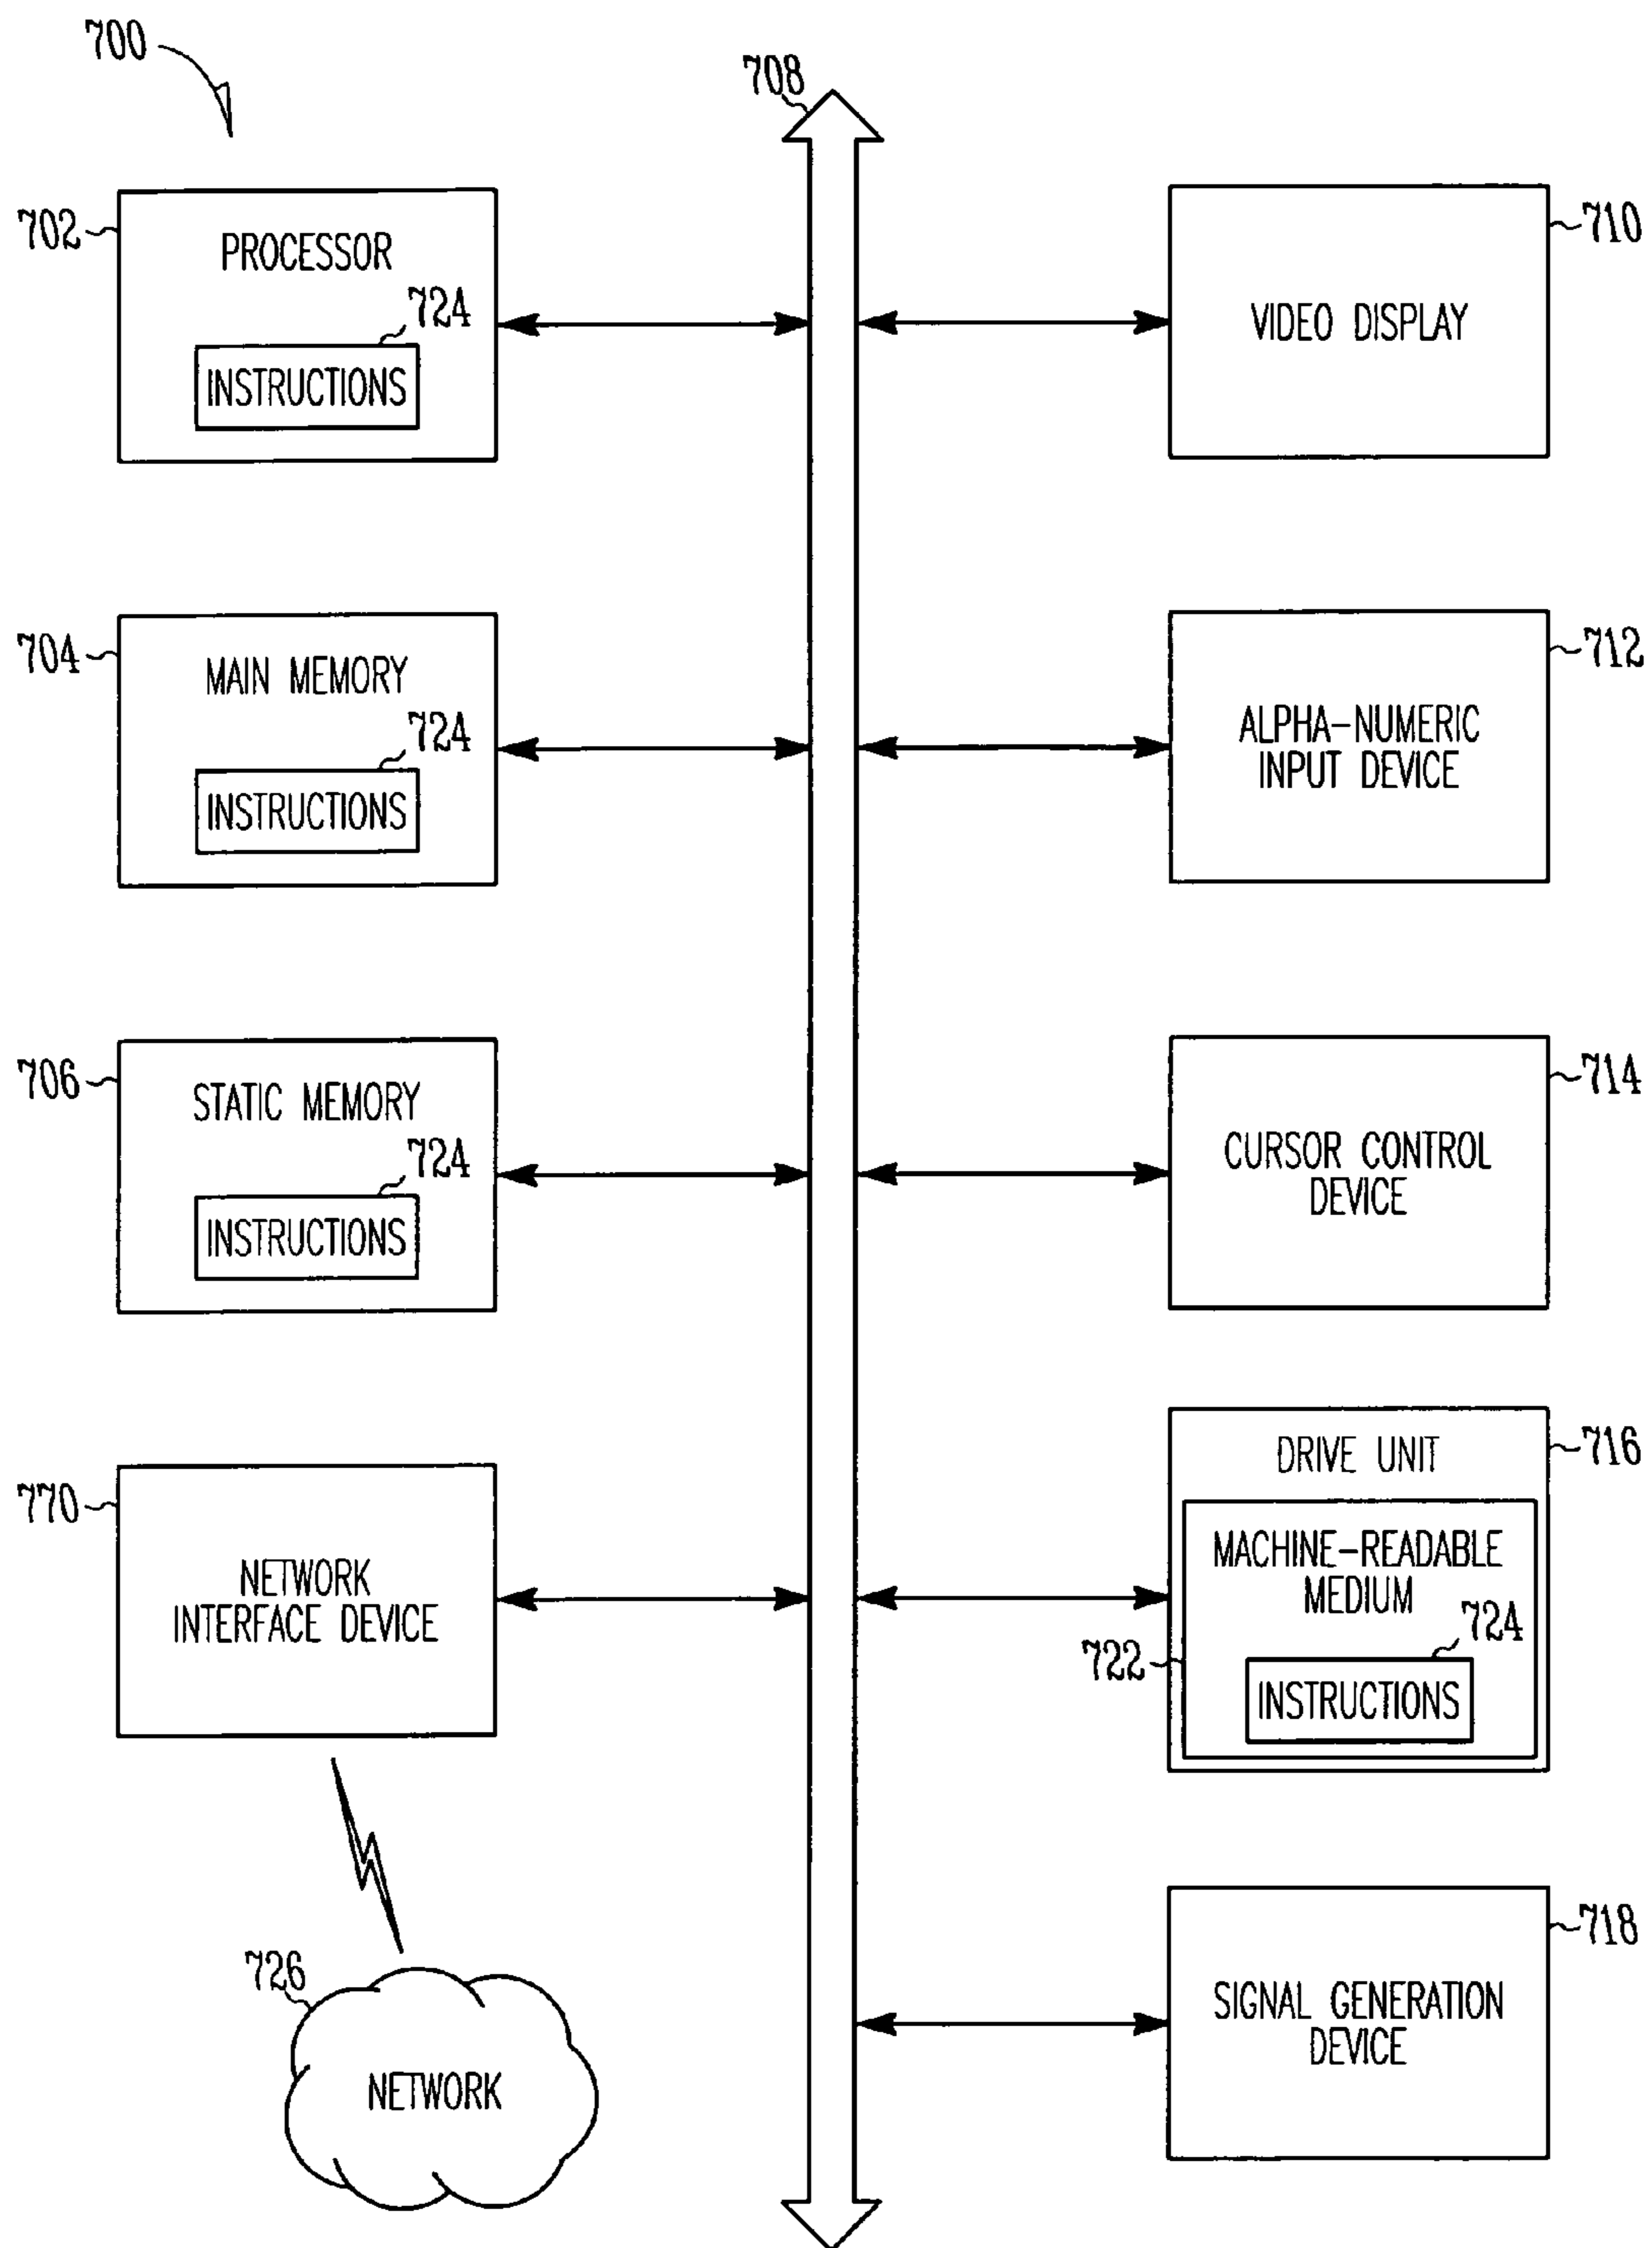 700
708
702
PROCESSOR
724
INSTRUCTIONS
710
VIDEO DISPLAY
704
MAIN MEMORY
724
INSTRUCTIONS
712
ALPHA-NUMERIC
INPUT DEVICE
706
STATIC MEMORY
724
INSTRUCTIONS
714
CURSOR CONTROL
DEVICE
770
NETWORK
INTERFACE DEVICE
716
DRIVE UNIT
MACHINE-READABLE
MEDIUM
722
724
INSTRUCTIONS
726
NETWORK
718
SIGNAL GENERATION
DEVICE